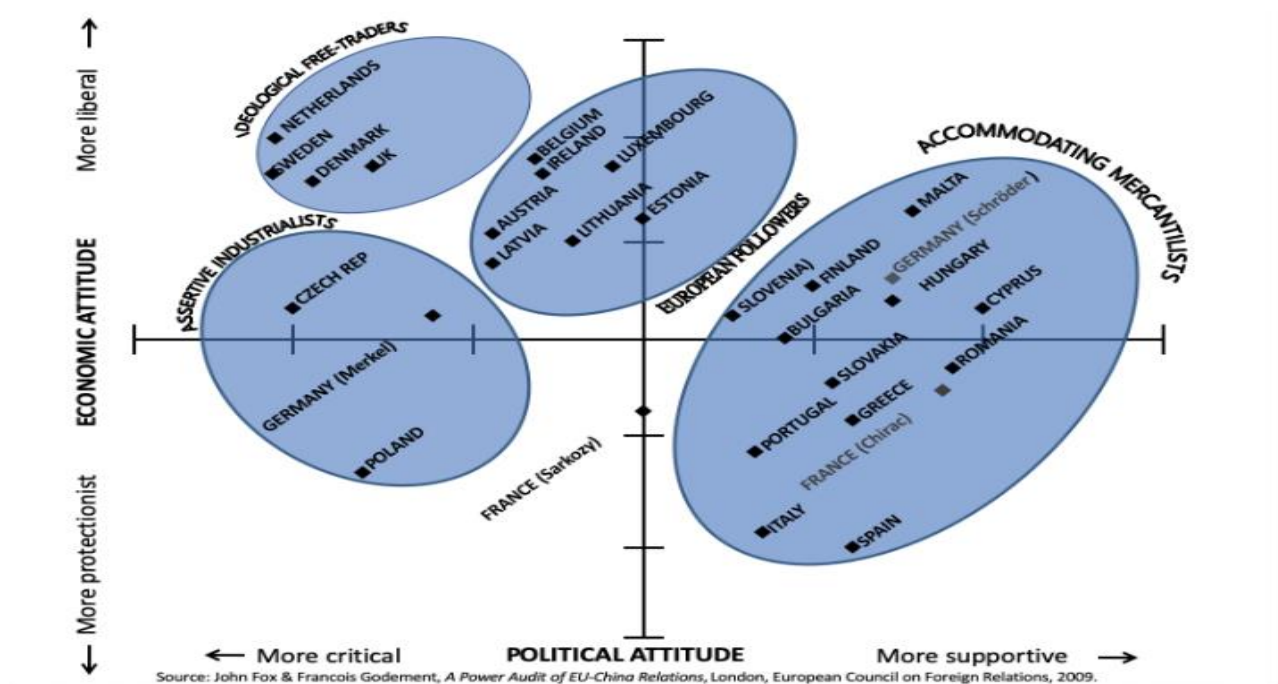 More liberal
ECONOMIC ATTITUDE
More protectionist
IDEOLOGICAL FREE-TRADERS
NETHERLANDS
SWEDEN
DENMARK
UK
ASSERTIVE INDUSTRIALISTS
CZECH REP
GERMANY (Merkel)
POLAND
BELGIUM
IRELAND
LUXEMBOURG
AUSTRIA
LATVIA
LITHUANIA
ESTONIA
EUROPEAN FOLLOWERS
FRANCE (Sarkozy)
ACCOMMODATING MERCANTILISTS
MALTA
GERMANY (Schröder)
FINLAND
HUNGARY
SLOVENIA)
BULGARIA
CYPRUS
SLOVAKIA
ROMANIA
GREECE
PORTUGAL
FRANCE (Chirac)
ITALY
SPAIN
More critical
POLITICAL ATTITUDE
More supportive
Source: John Fox & Francois Godement, A Power Audit of EU-China Relations, London, European Council on Foreign Relations, 2009.